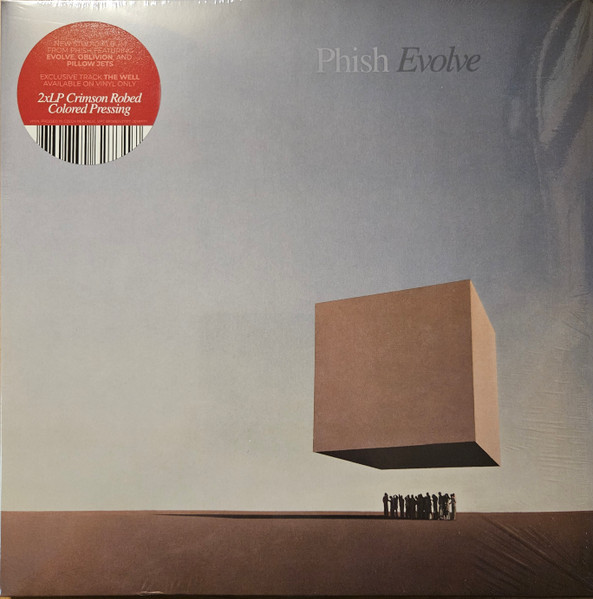 Phish Evolve
NEW STUDIO ALBUM
FROM PHISH FEATURING
EVOLVE, OBLIVION, AND
PILLOW JETS
EXCLUSIVE TRACK THE WELL
AVAILABLE ON VINYL ONLY
2xLP Crimson Robed
Colored Pressing